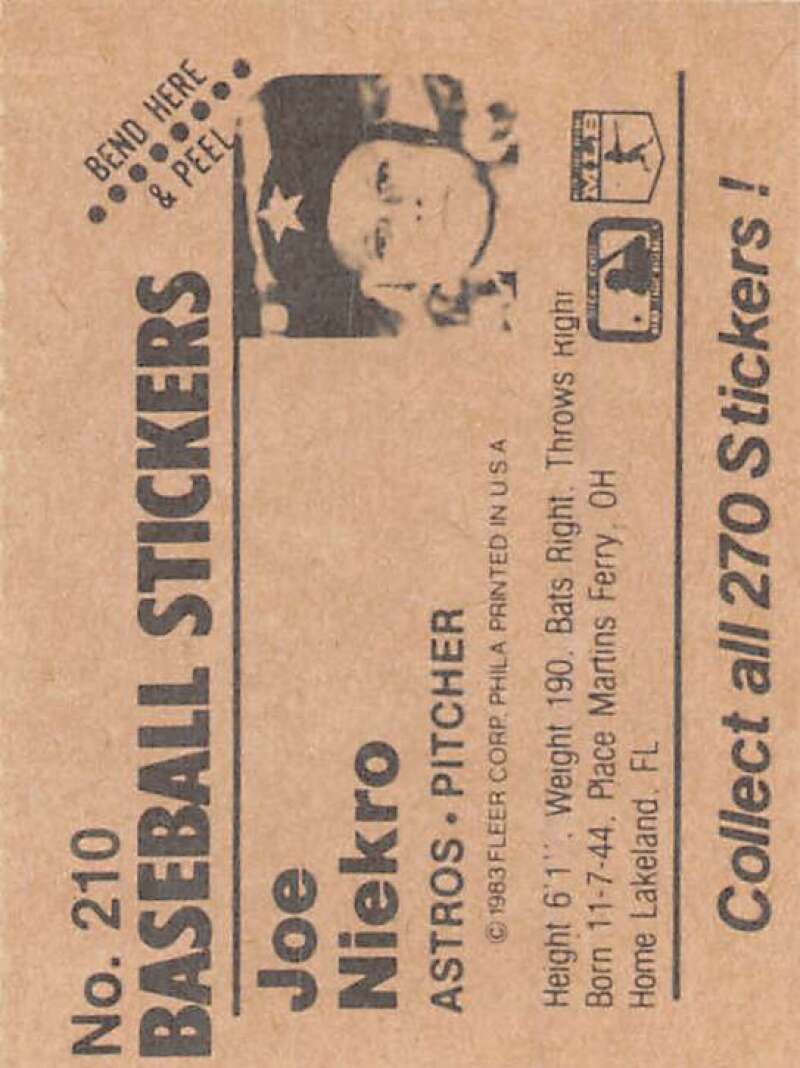 No. 210
BEND HERE
& PEEL
BASEBALL STICKERS
Joe
Niekro
ASTROS • PITCHER
© 1983 FLEER CORP. PHILA PRINTED IN U S A
Height 6'1''. Weight 190. Bats Right. Throws Right
Born 11-7-44. Place Martins Ferry, OH
Home Lakeland, FL
MLB
Collect all 270 Stickers!